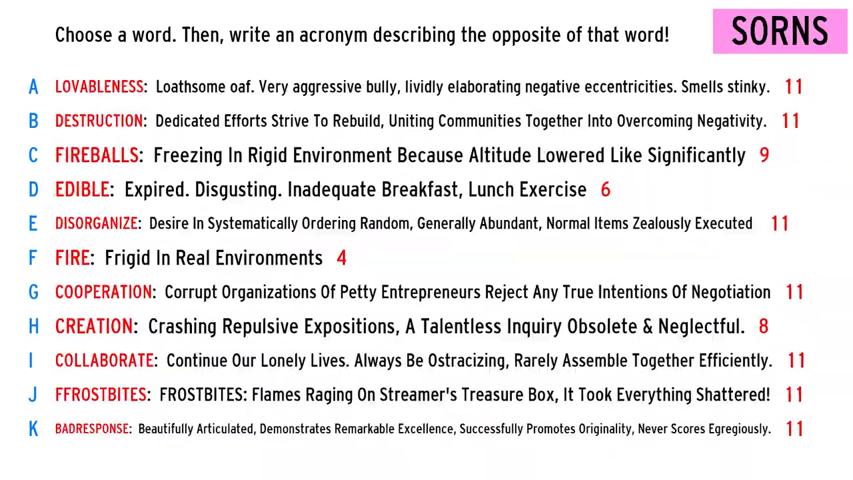 Choose a word. Then, write an acronym describing the opposite of that word!
SORNS
A LOVABLENESS: Loathsome oaf. Very aggressive bully, lividly elaborating negative eccentricities. Smells stinky. 11
B DESTRUCTION: Dedicated Efforts Strive To Rebuild, Uniting Communities Together Into Overcoming Negativity. 11
C FIREBALLS: Freezing In Rigid Environment Because Altitude Lowered Like Significantly 9
D EDIBLE: Expired. Disgusting. Inadequate Breakfast, Lunch Exercise 6
E DISORGANIZE: Desire In Systematically Ordering Random, Generally Abundant, Normal Items Zealously Executed 11
F FIRE: Frigid In Real Environments 4
G COOPERATION: Corrupt Organizations Of Petty Entrepreneurs Reject Any True Intentions Of Negotiation 11
H CREATION: Crashing Repulsive Expositions, A Talentless Inquiry Obsolete & Neglectful. 8
I COLLABORATE: Continue Our Lonely Lives. Always Be Ostracizing, Rarely Assemble Together Efficiently. 11
J FFROSTBITES: FROSTBITES: Flames Raging On Streamer's Treasure Box, It Took Everything Shattered! 11
K BADRESPONSE: Beautifully Articulated, Demonstrates Remarkable Excellence, Successfully Promotes Originality, Never Scores Egregiously. 11